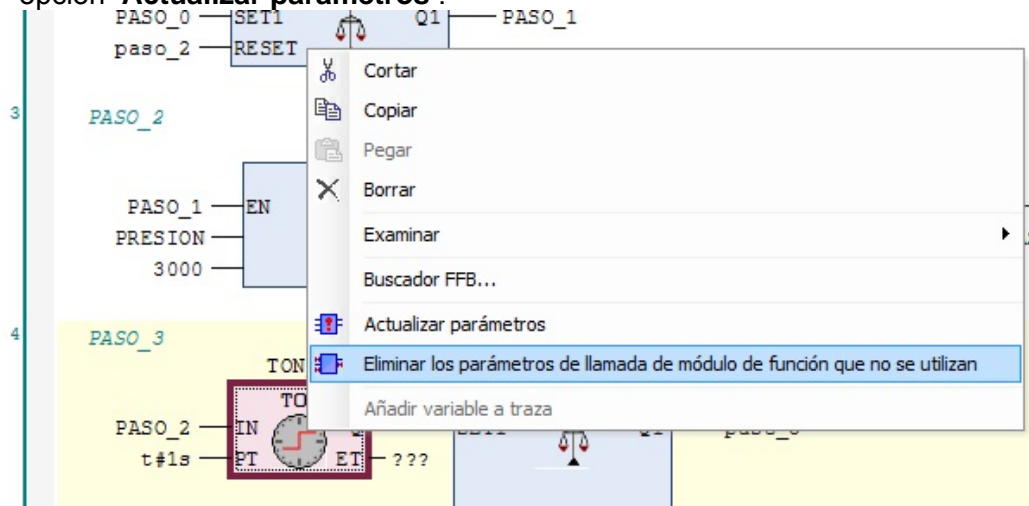 opción "Actualizar parámetros".
PASO_0 SET1 Q1 PASO_1
paso_2 RESET
Cortar
Copiar
3 PASO_2
Pegar
Borrar
PASO_1 EN
PRESION
Examinar
3000
Buscador FFB...
Actualizar parámetros
4 PASO_3
TON
Eliminar los parámetros de llamada de módulo de función que no se utilizan
Añadir variable a traza
PASO_2 IN
t#1s PT ET ???